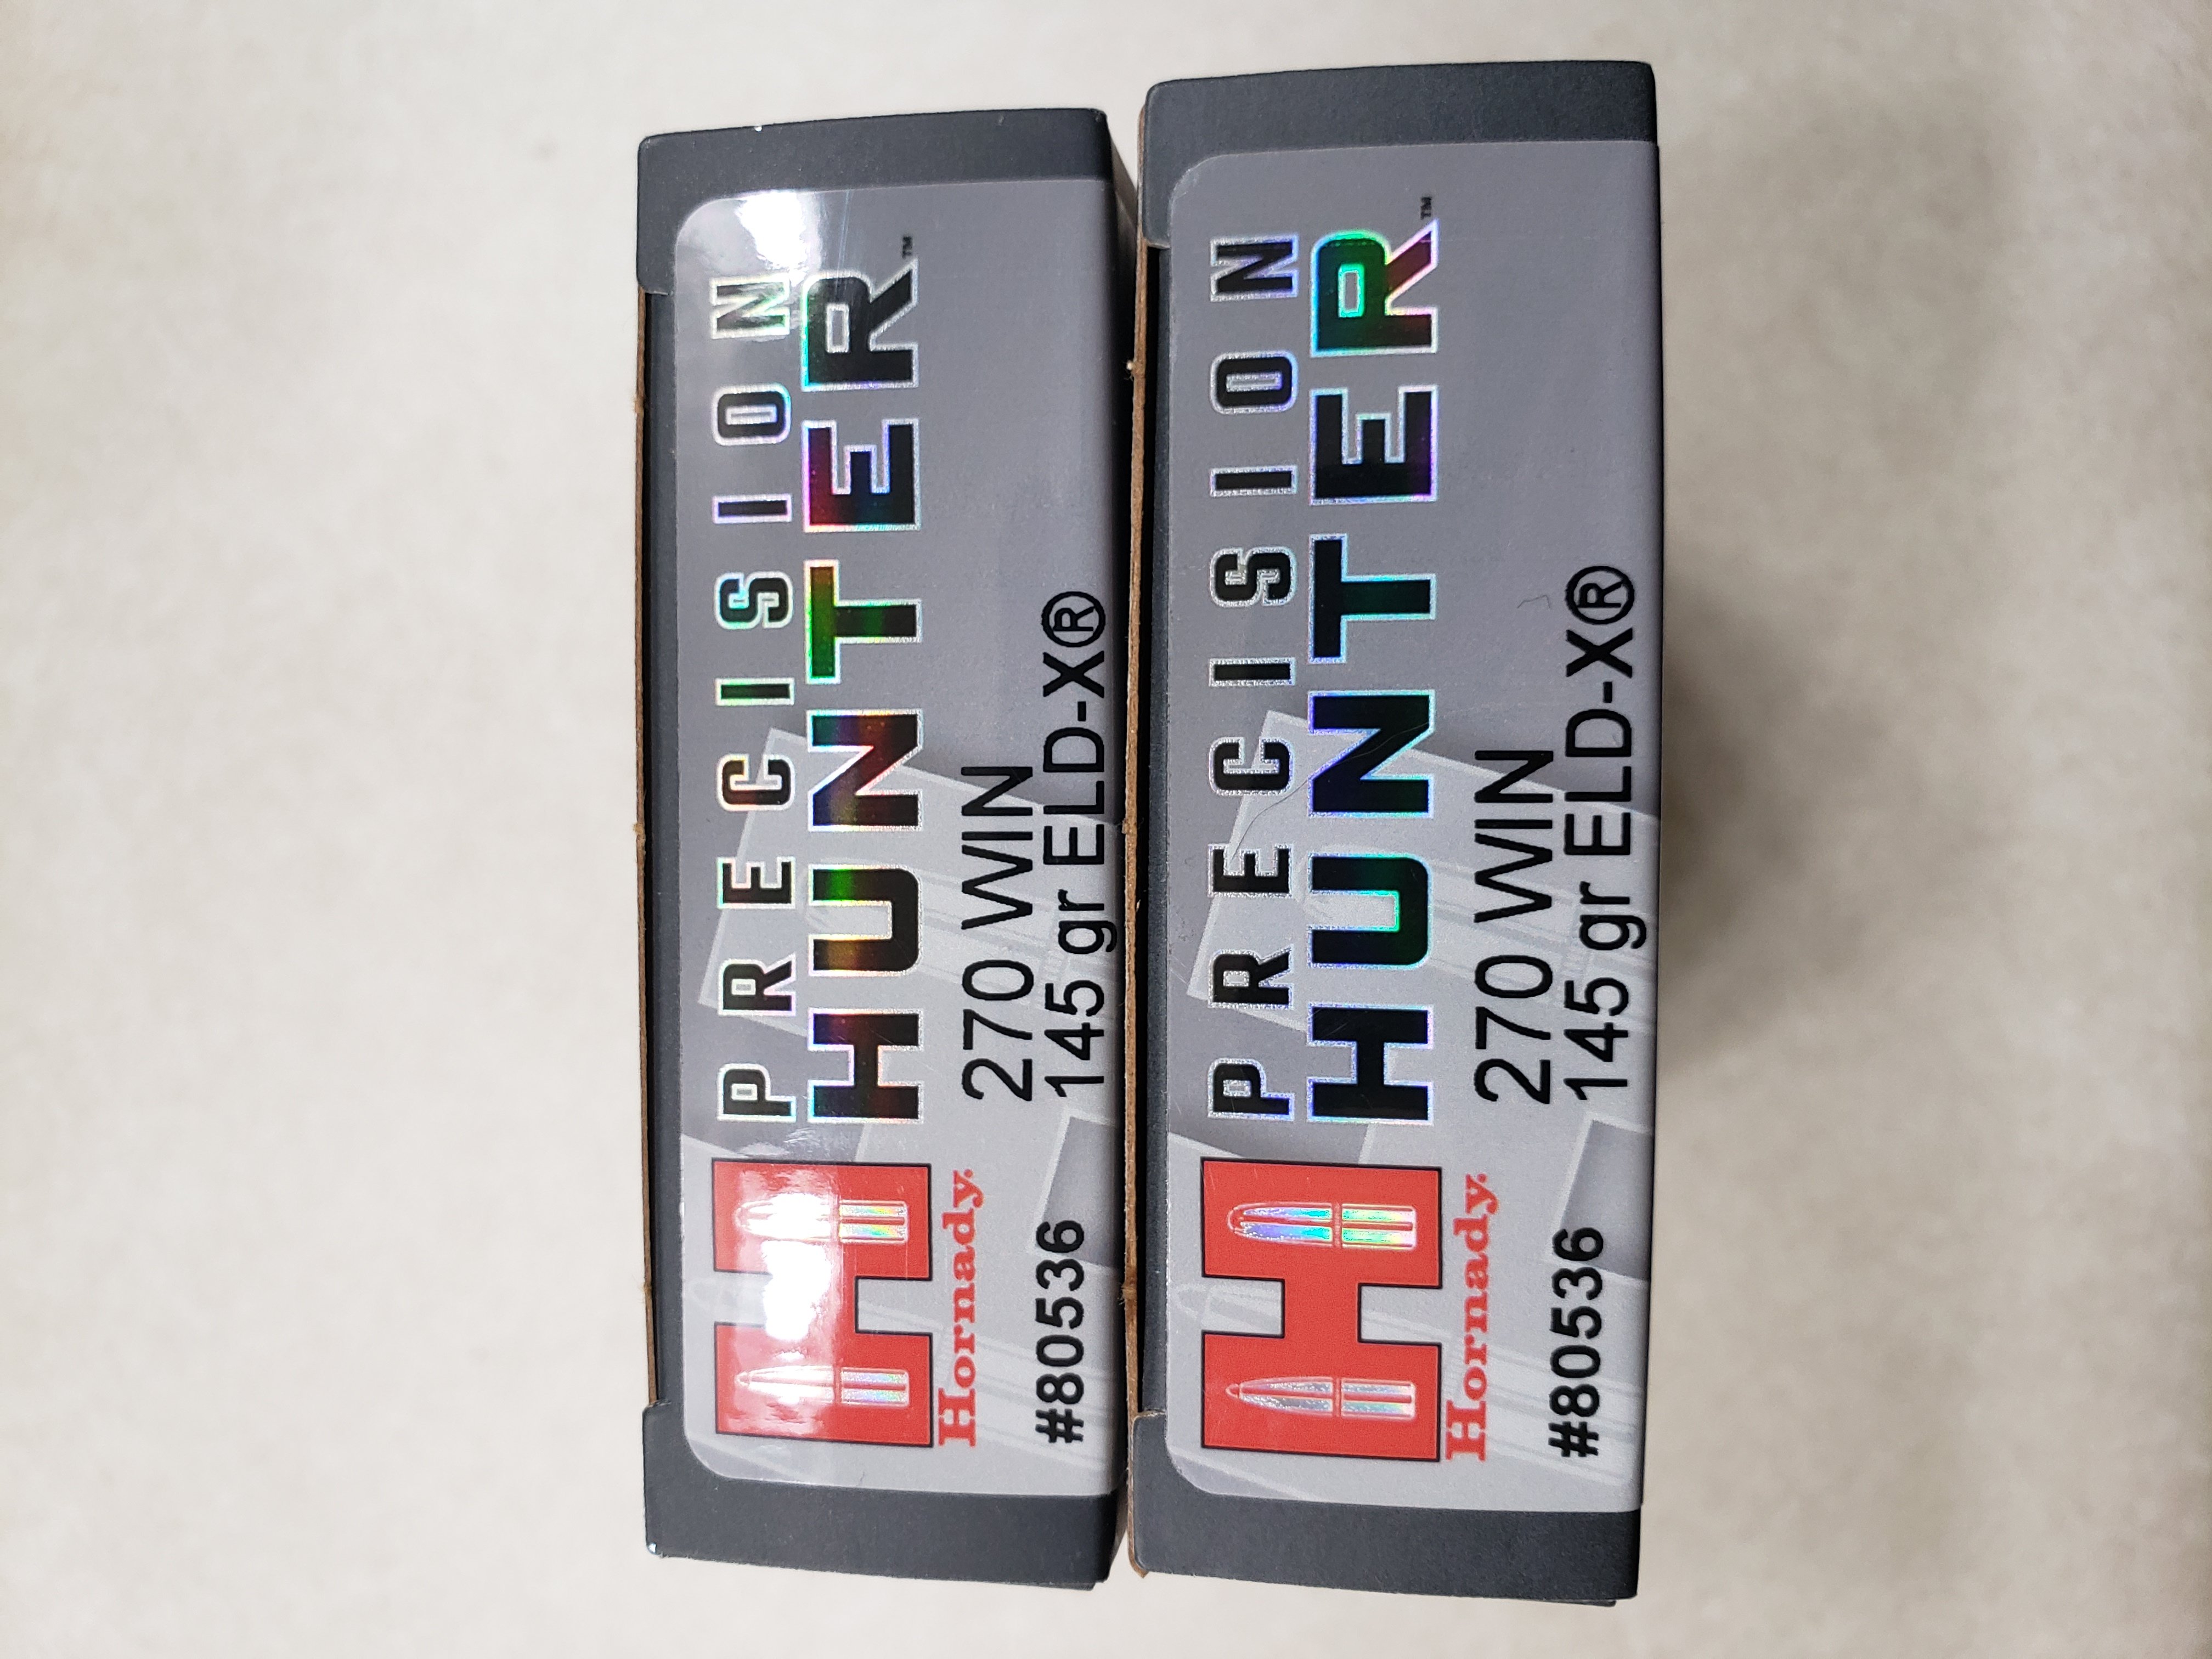 PRECISION
HUNTER™
270 WIN
145 gr ELD-X®
Hornady.
#80536
PRECISION
HUNTER™
270 WIN
145 gr ELD-X®
Hornady.
#80536